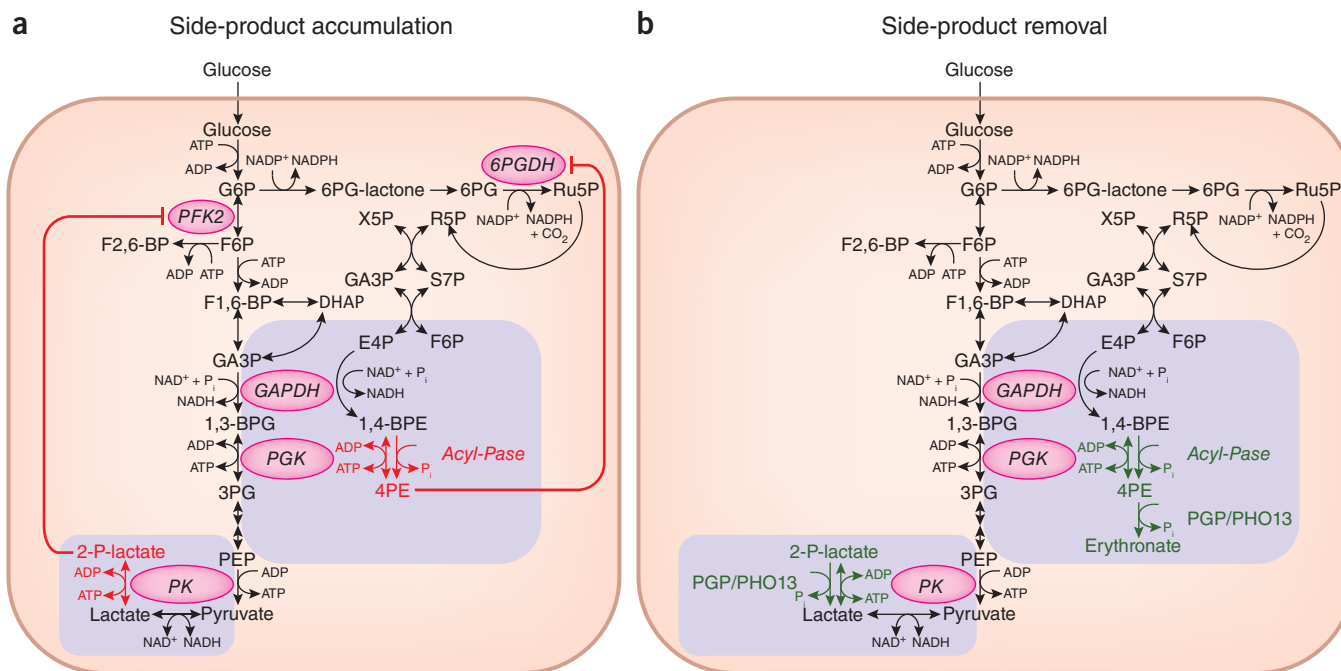 a Side-product accumulation
Glucose
Glucose
ATP
ADP
NADP⁺ NADPH
6PGDH
G6P 6PG-lactone 6PG Ru5P
PFK2
X5P R5P
NADP⁺ NADPH
+ CO₂
F2,6-BP F6P
ADP ATP
ATP
ADP
GA3P S7P
F1,6-BP DHAP
E4P F6P
GA3P
NAD⁺ + Pi
NADH
GAPDH
NAD⁺ + Pi
NADH
1,3-BPG 1,4-BPE
ADP
ATP
PGK
ADP
ATP
Pi
Acyl-Pase
3PG 4PE
2-P-lactate PEP
ADP
ATP
PK
ADP
ATP
Lactate Pyruvate
NAD⁺ NADH
b Side-product removal
Glucose
Glucose
ATP
ADP
NADP⁺ NADPH
G6P 6PG-lactone 6PG Ru5P
X5P R5P
NADP⁺ NADPH
+ CO₂
F2,6-BP F6P
ADP ATP
ATP
ADP
GA3P S7P
F1,6-BP DHAP
E4P F6P
GA3P
NAD⁺ + Pi
NADH
GAPDH
NAD⁺ + Pi
NADH
1,3-BPG 1,4-BPE
ADP
ATP
PGK
ADP
ATP
Pi
Acyl-Pase
3PG 4PE
Pi
PGP/PHO13
Erythronate
2-P-lactate PEP
PGP/PHO13
Pi
ADP
ATP
PK
ADP
ATP
Lactate Pyruvate
NAD⁺ NADH